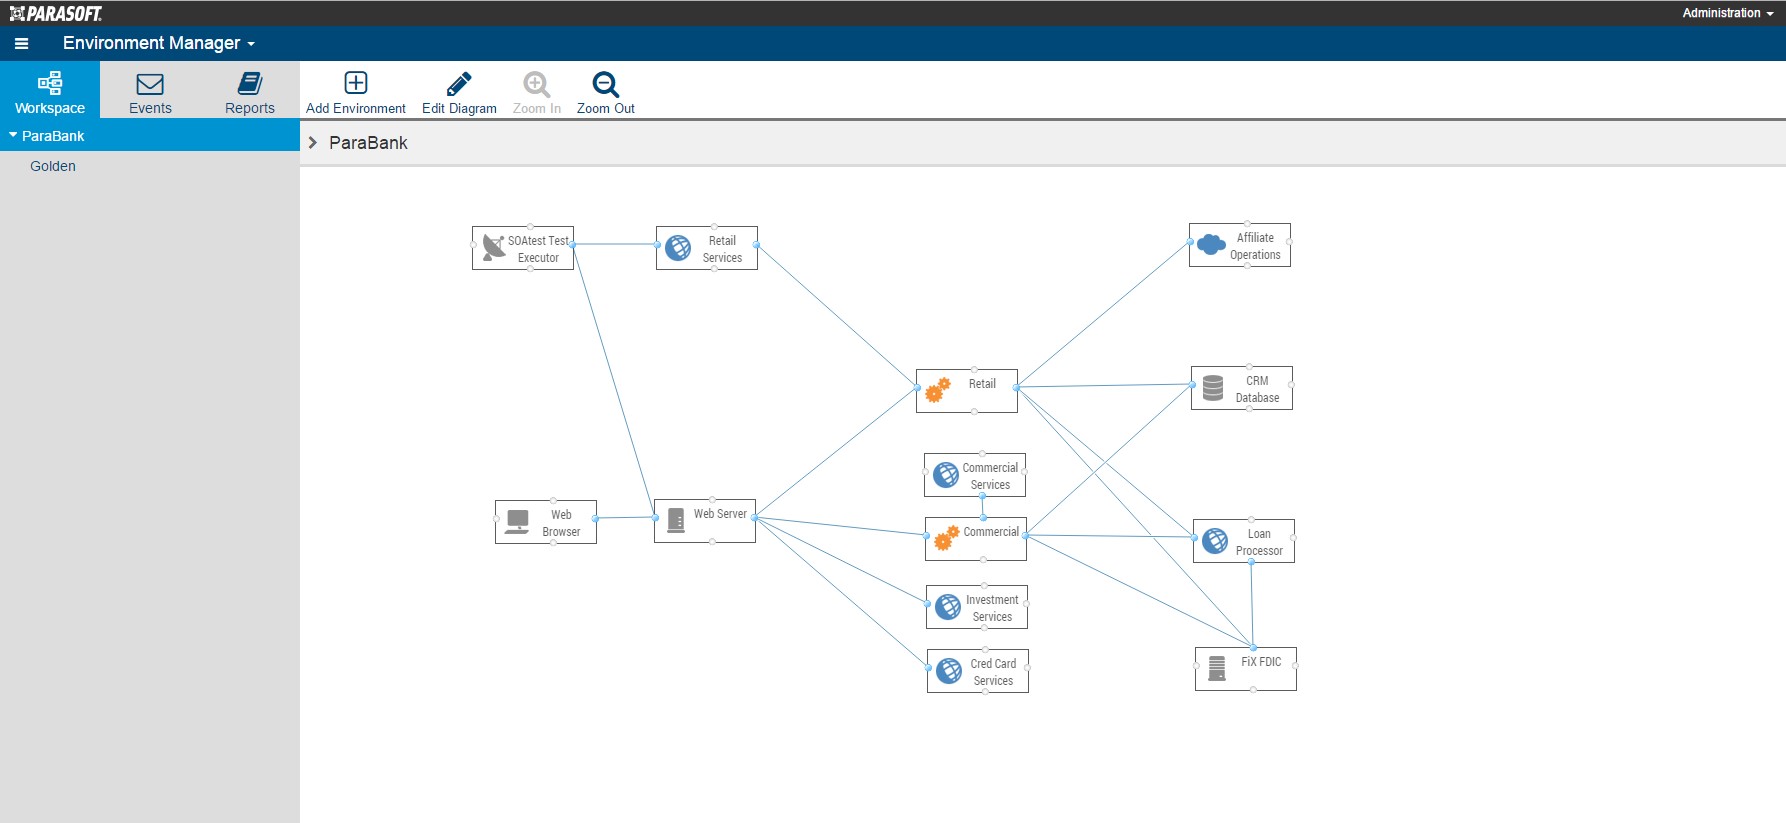 PARASOFT.
Administration
Environment Manager
Workspace
Events
Reports
Add Environment
Edit Diagram
Zoom In
Zoom Out
ParaBank
Golden
ParaBank
SOAtest Test
Executor
Retail
Services
Affiliate
Operations
Retail
CRM
Database
Commercial
Services
Web
Browser
Web Server
Commercial
Loan
Processor
Investment
Services
Cred Card
Services
FiX FDIC